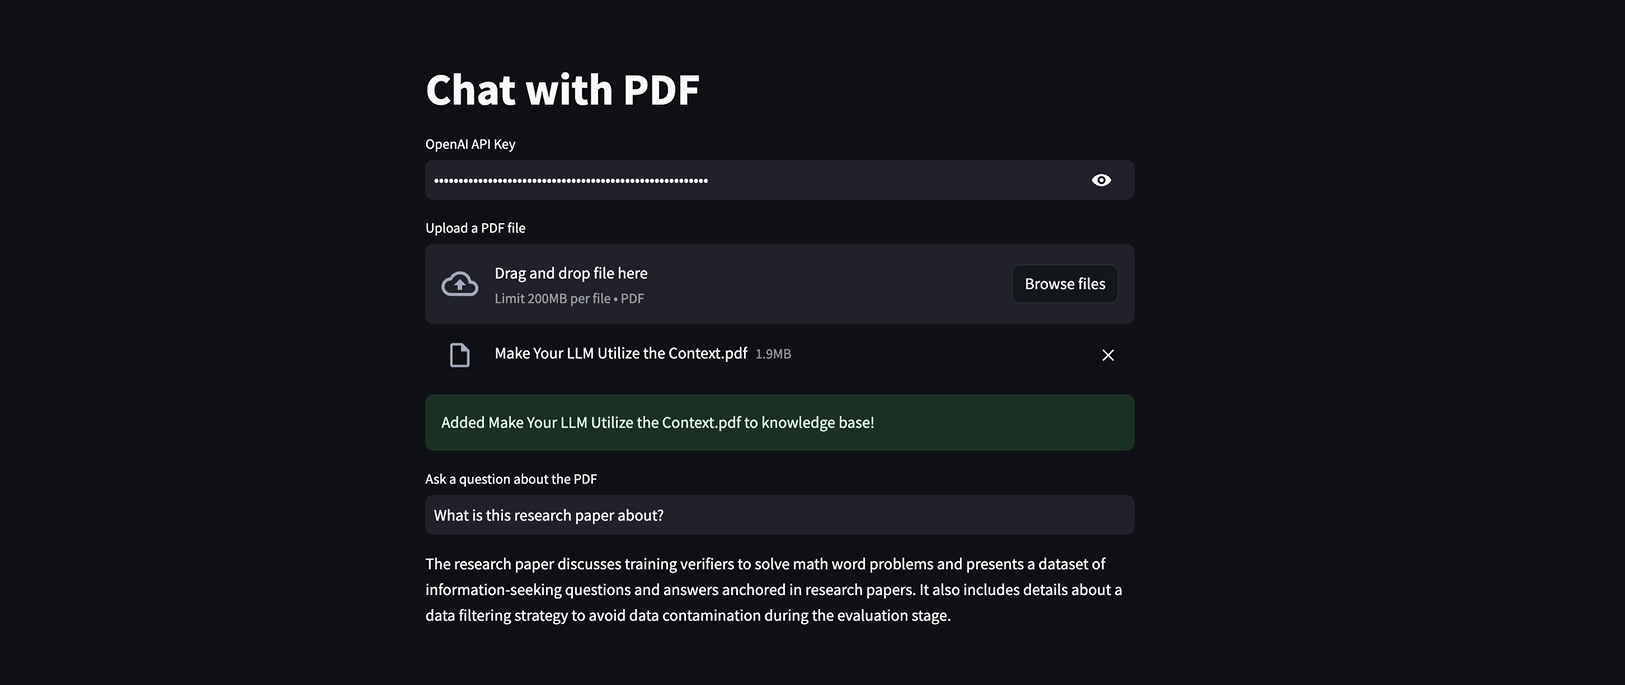 Chat with PDF
OpenAI API Key
••••••••••••••••••••••••••••••••••••••••••••••••••••••••
Upload a PDF file
Drag and drop file here
Limit 200MB per file • PDF
Browse files
Make Your LLM Utilize the Context.pdf 1.9MB
Added Make Your LLM Utilize the Context.pdf to knowledge base!
Ask a question about the PDF
What is this research paper about?
The research paper discusses training verifiers to solve math word problems and presents a dataset of
information-seeking questions and answers anchored in research papers. It also includes details about a
data filtering strategy to avoid data contamination during the evaluation stage.